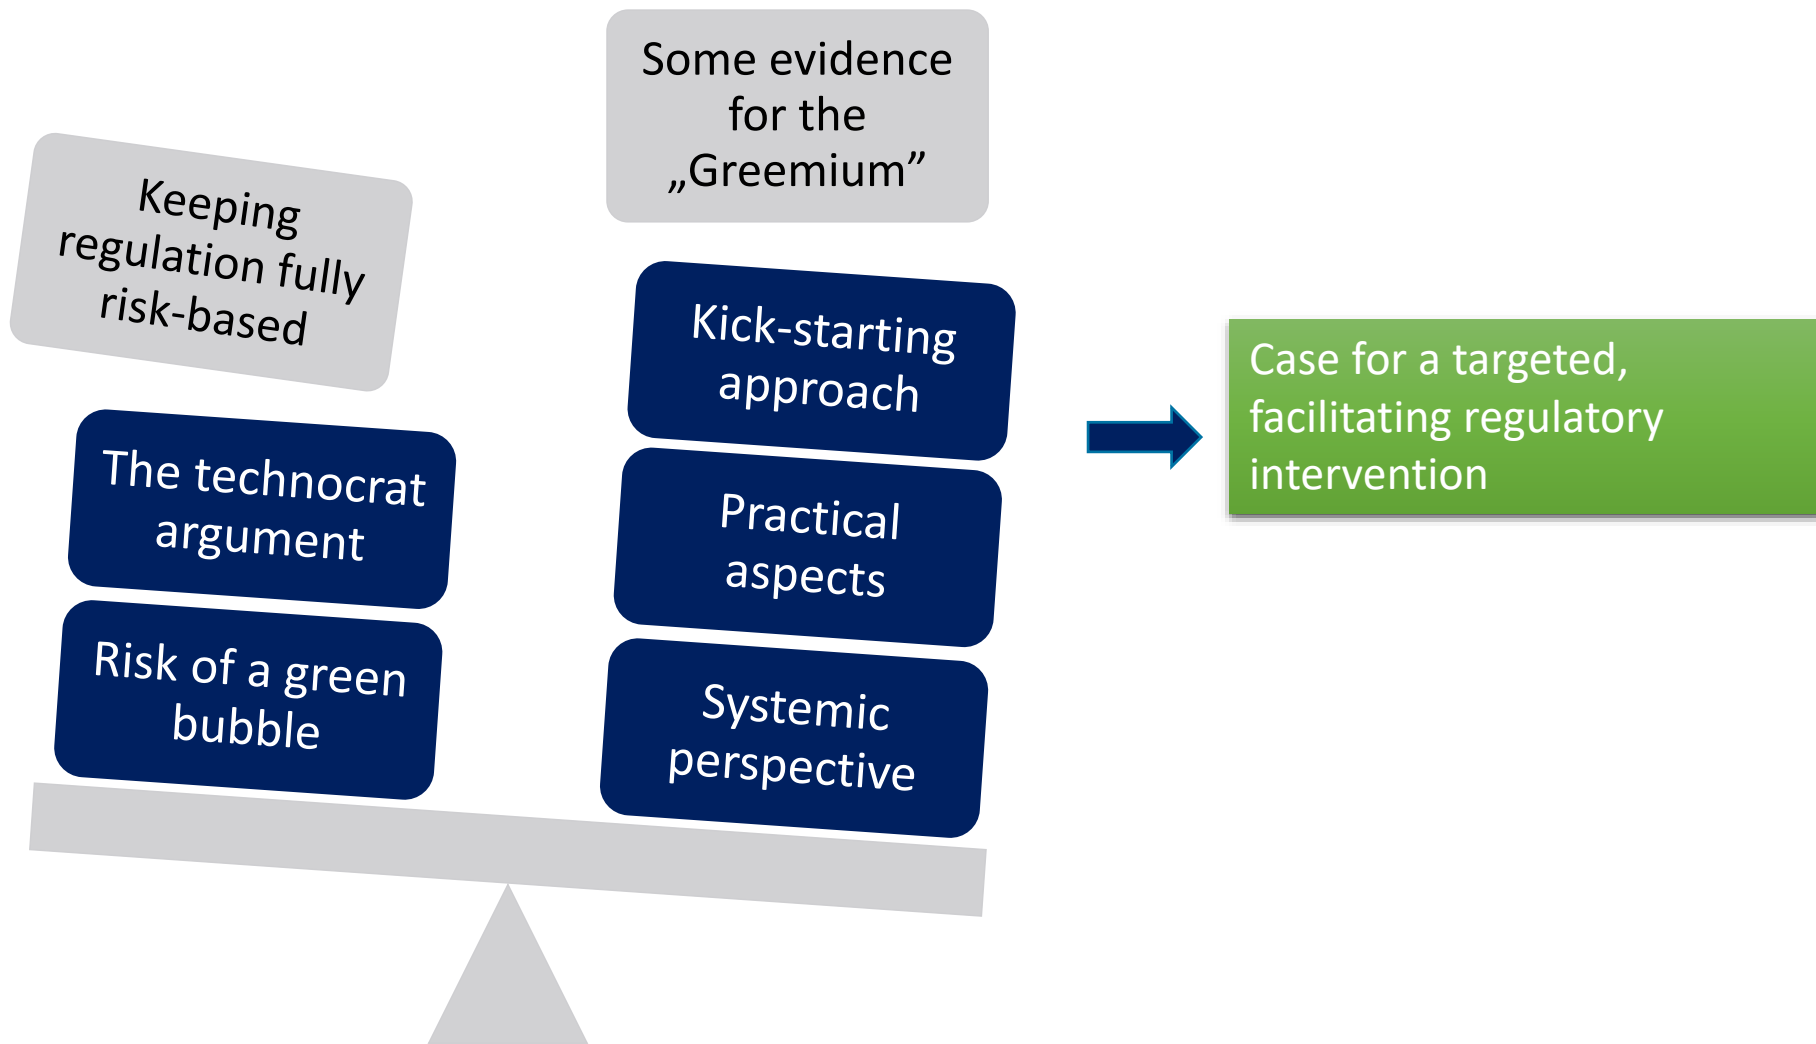 Keeping
regulation fully
risk-based
The technocrat
argument
Risk of a green
bubble
Some evidence
for the
„Greemium”
Kick-starting
approach
Practical
aspects
Systemic
perspective
Case for a targeted,
facilitating regulatory
intervention